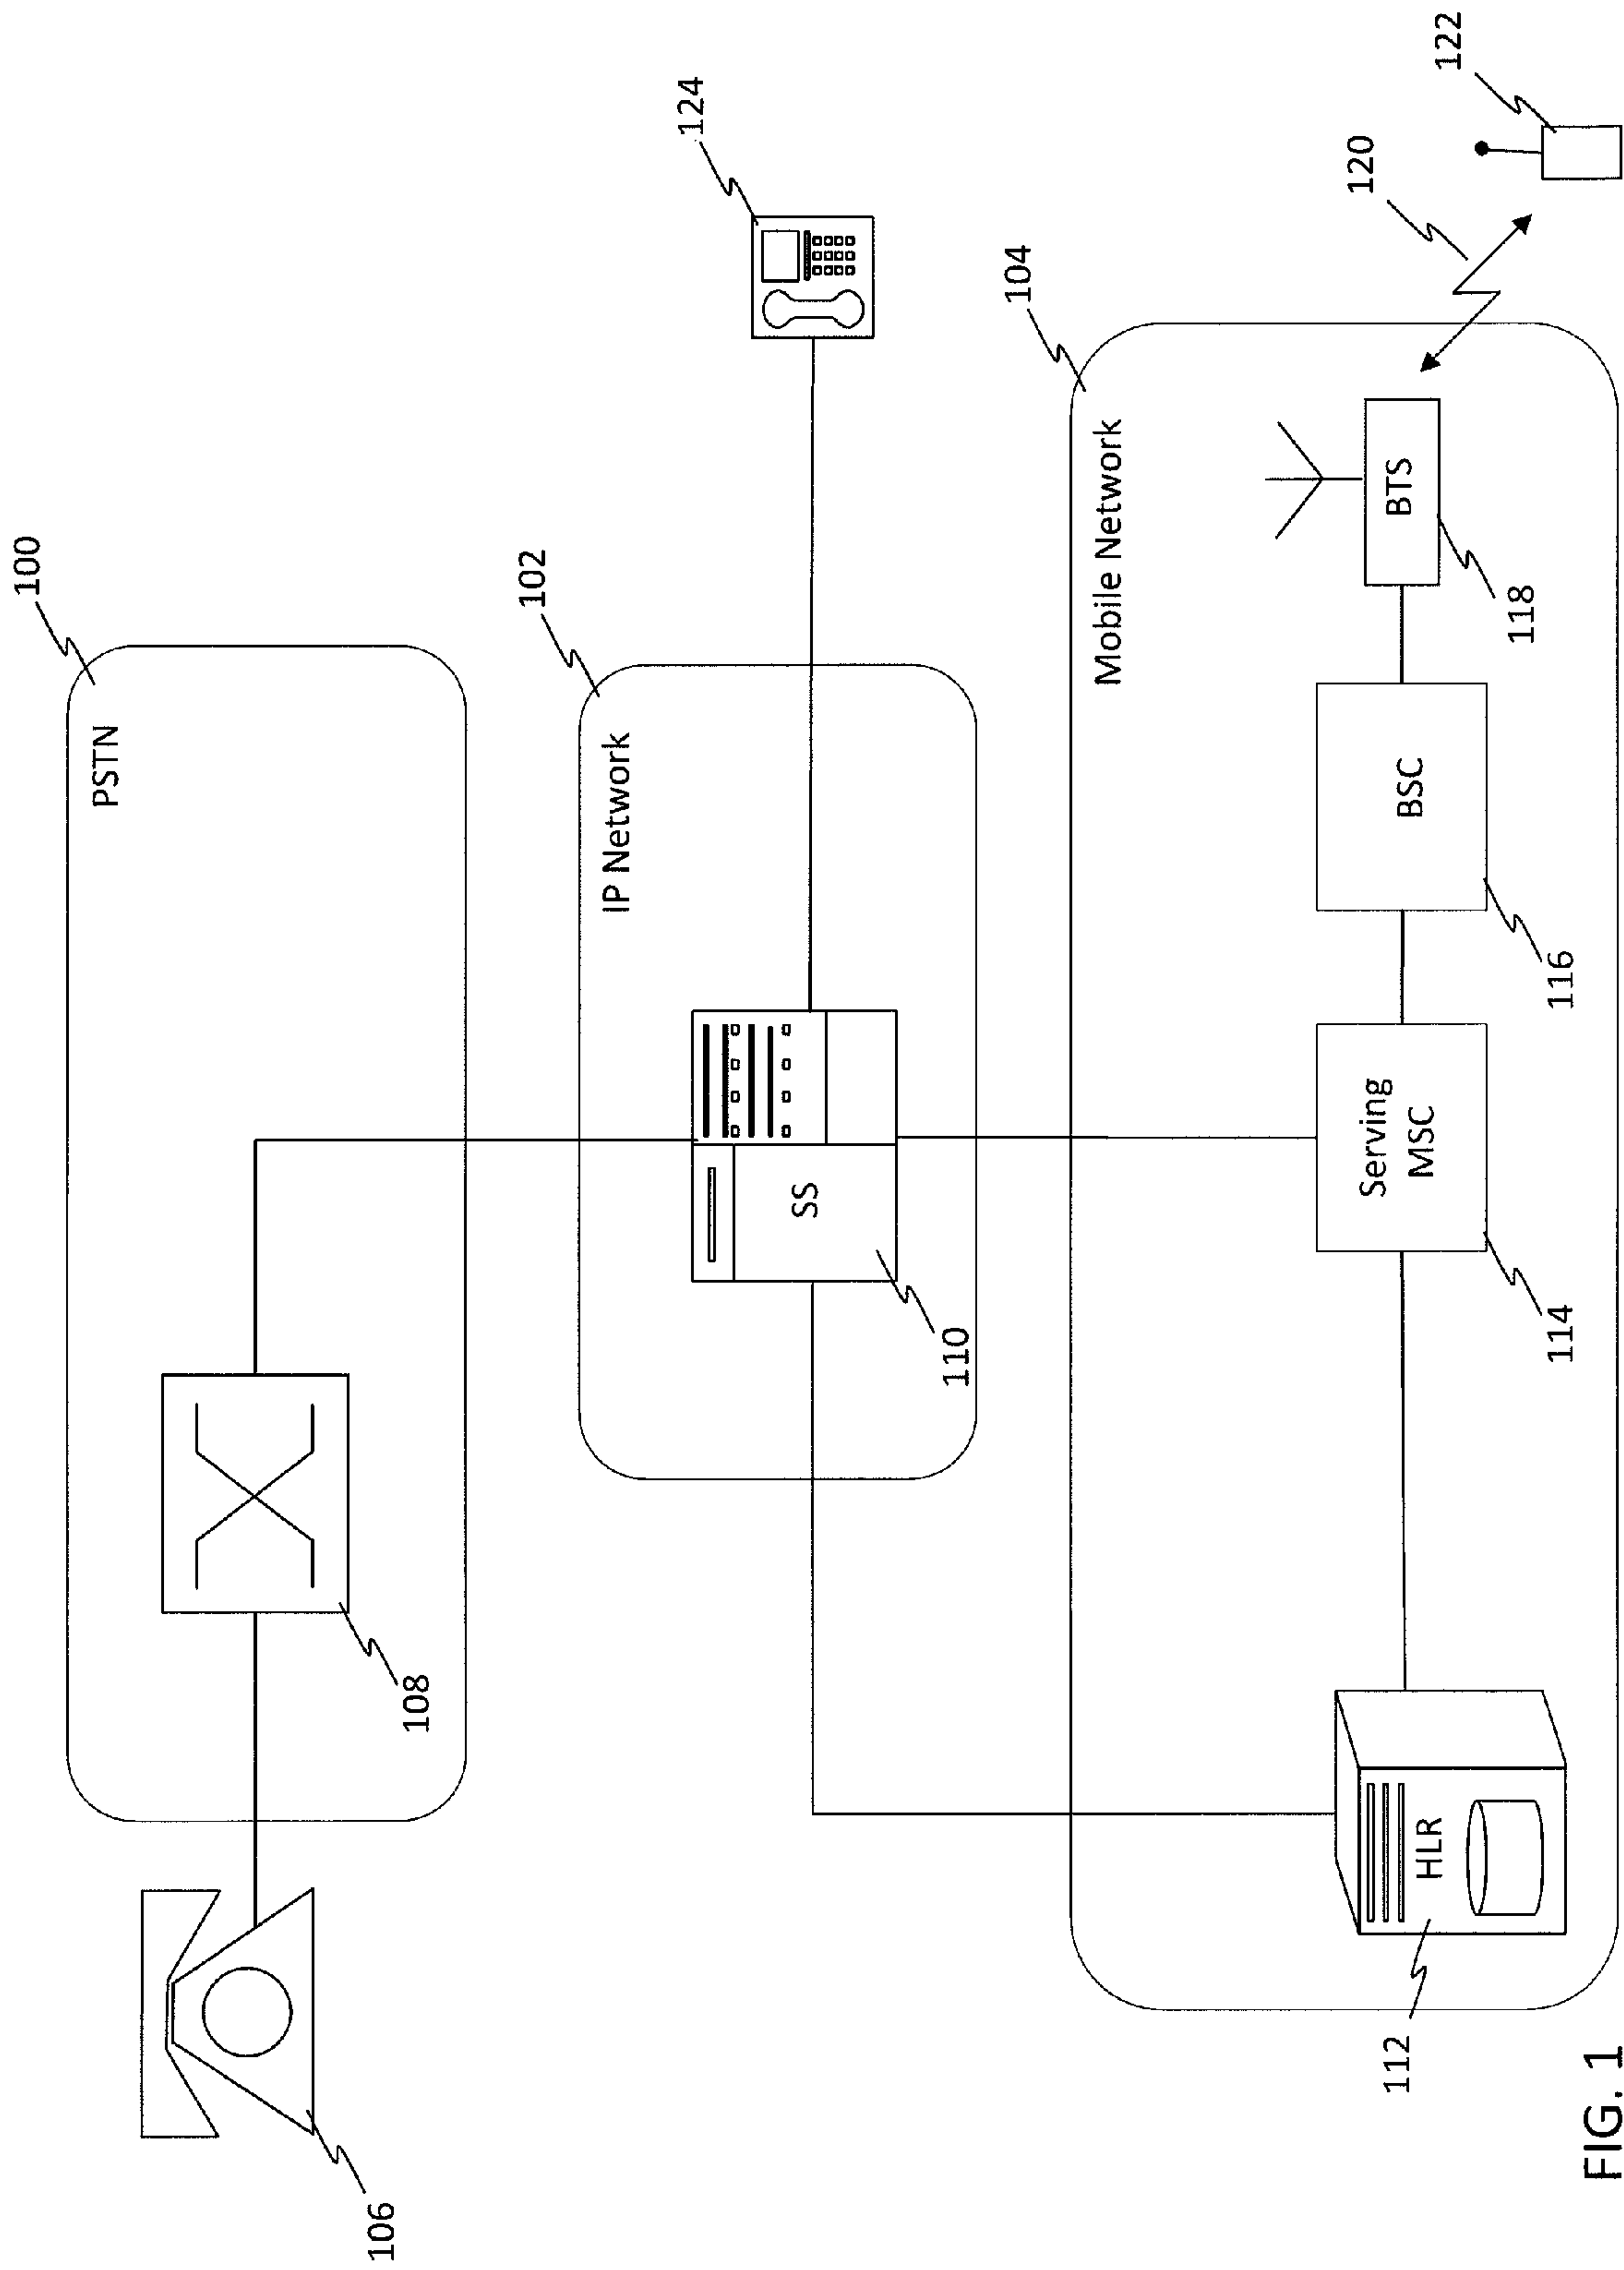 100
PSTN
106
108
102
IP Network
SS
110
124
104
Mobile Network
HLR
112
Serving
MSC
114
BSC
116
BTS
118
120
122
FIG. 1